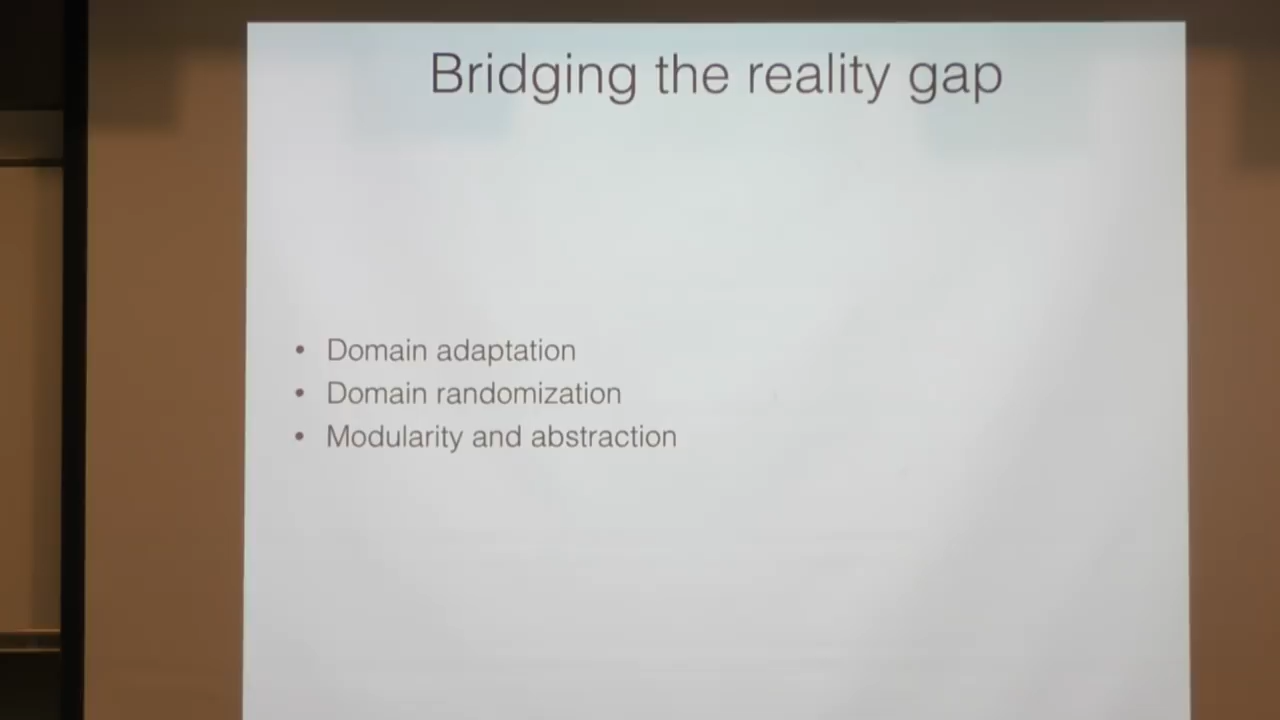 Bridging the reality gap
• Domain adaptation
• Domain randomization
• Modularity and abstraction